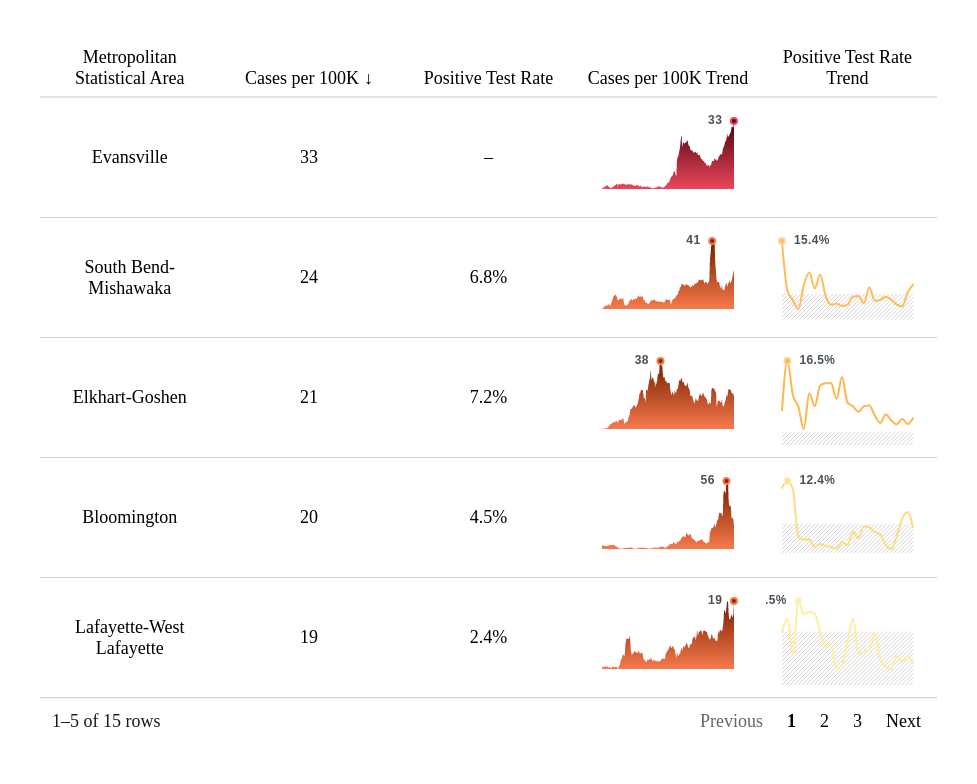 Metropolitan
Statistical Area
Cases per 100K ↓
Positive Test Rate
Cases per 100K Trend
Positive Test Rate
Trend
Evansville
33
–
33
South Bend-
Mishawaka
24
6.8%
41
15.4%
Elkhart-Goshen
21
7.2%
38
16.5%
Bloomington
20
4.5%
56
12.4%
Lafayette-West
Lafayette
19
2.4%
19
.5%
1–5 of 15 rows
Previous 1 2 3 Next